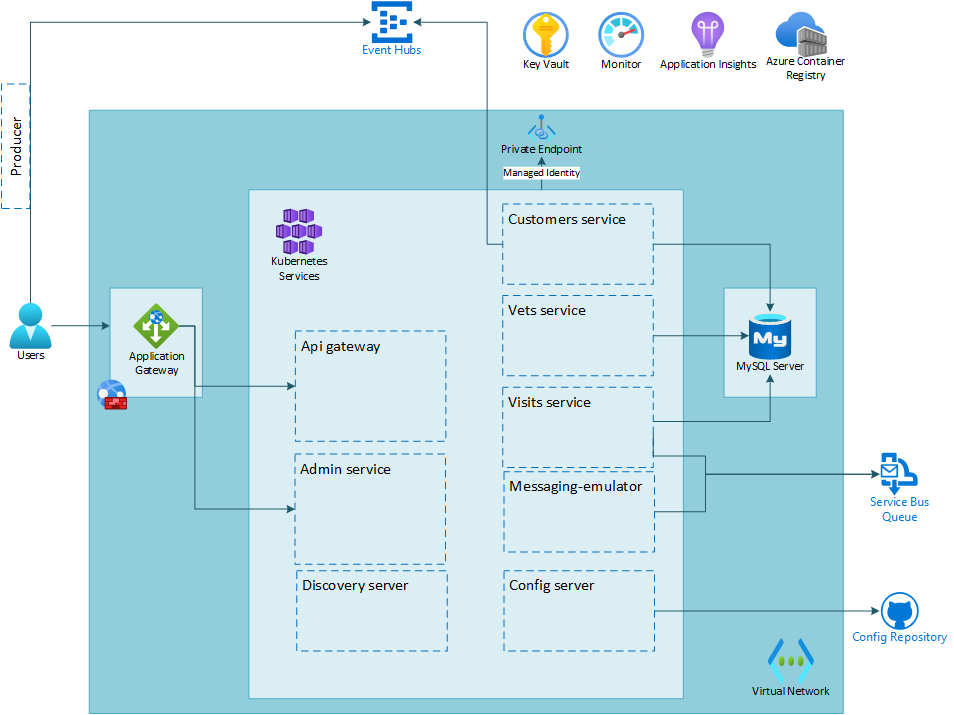 Event Hubs
Key Vault
Monitor
Application Insights
Azure Container
Registry
Producer
Private Endpoint
Managed Identity
Kubernetes
Services
Customers service
Vets service
Users
Application
Gateway
Api gateway
My
MySQL Server
Visits service
Admin service
Messaging-emulator
Service Bus
Queue
Discovery server
Config server
Config Repository
Virtual Network